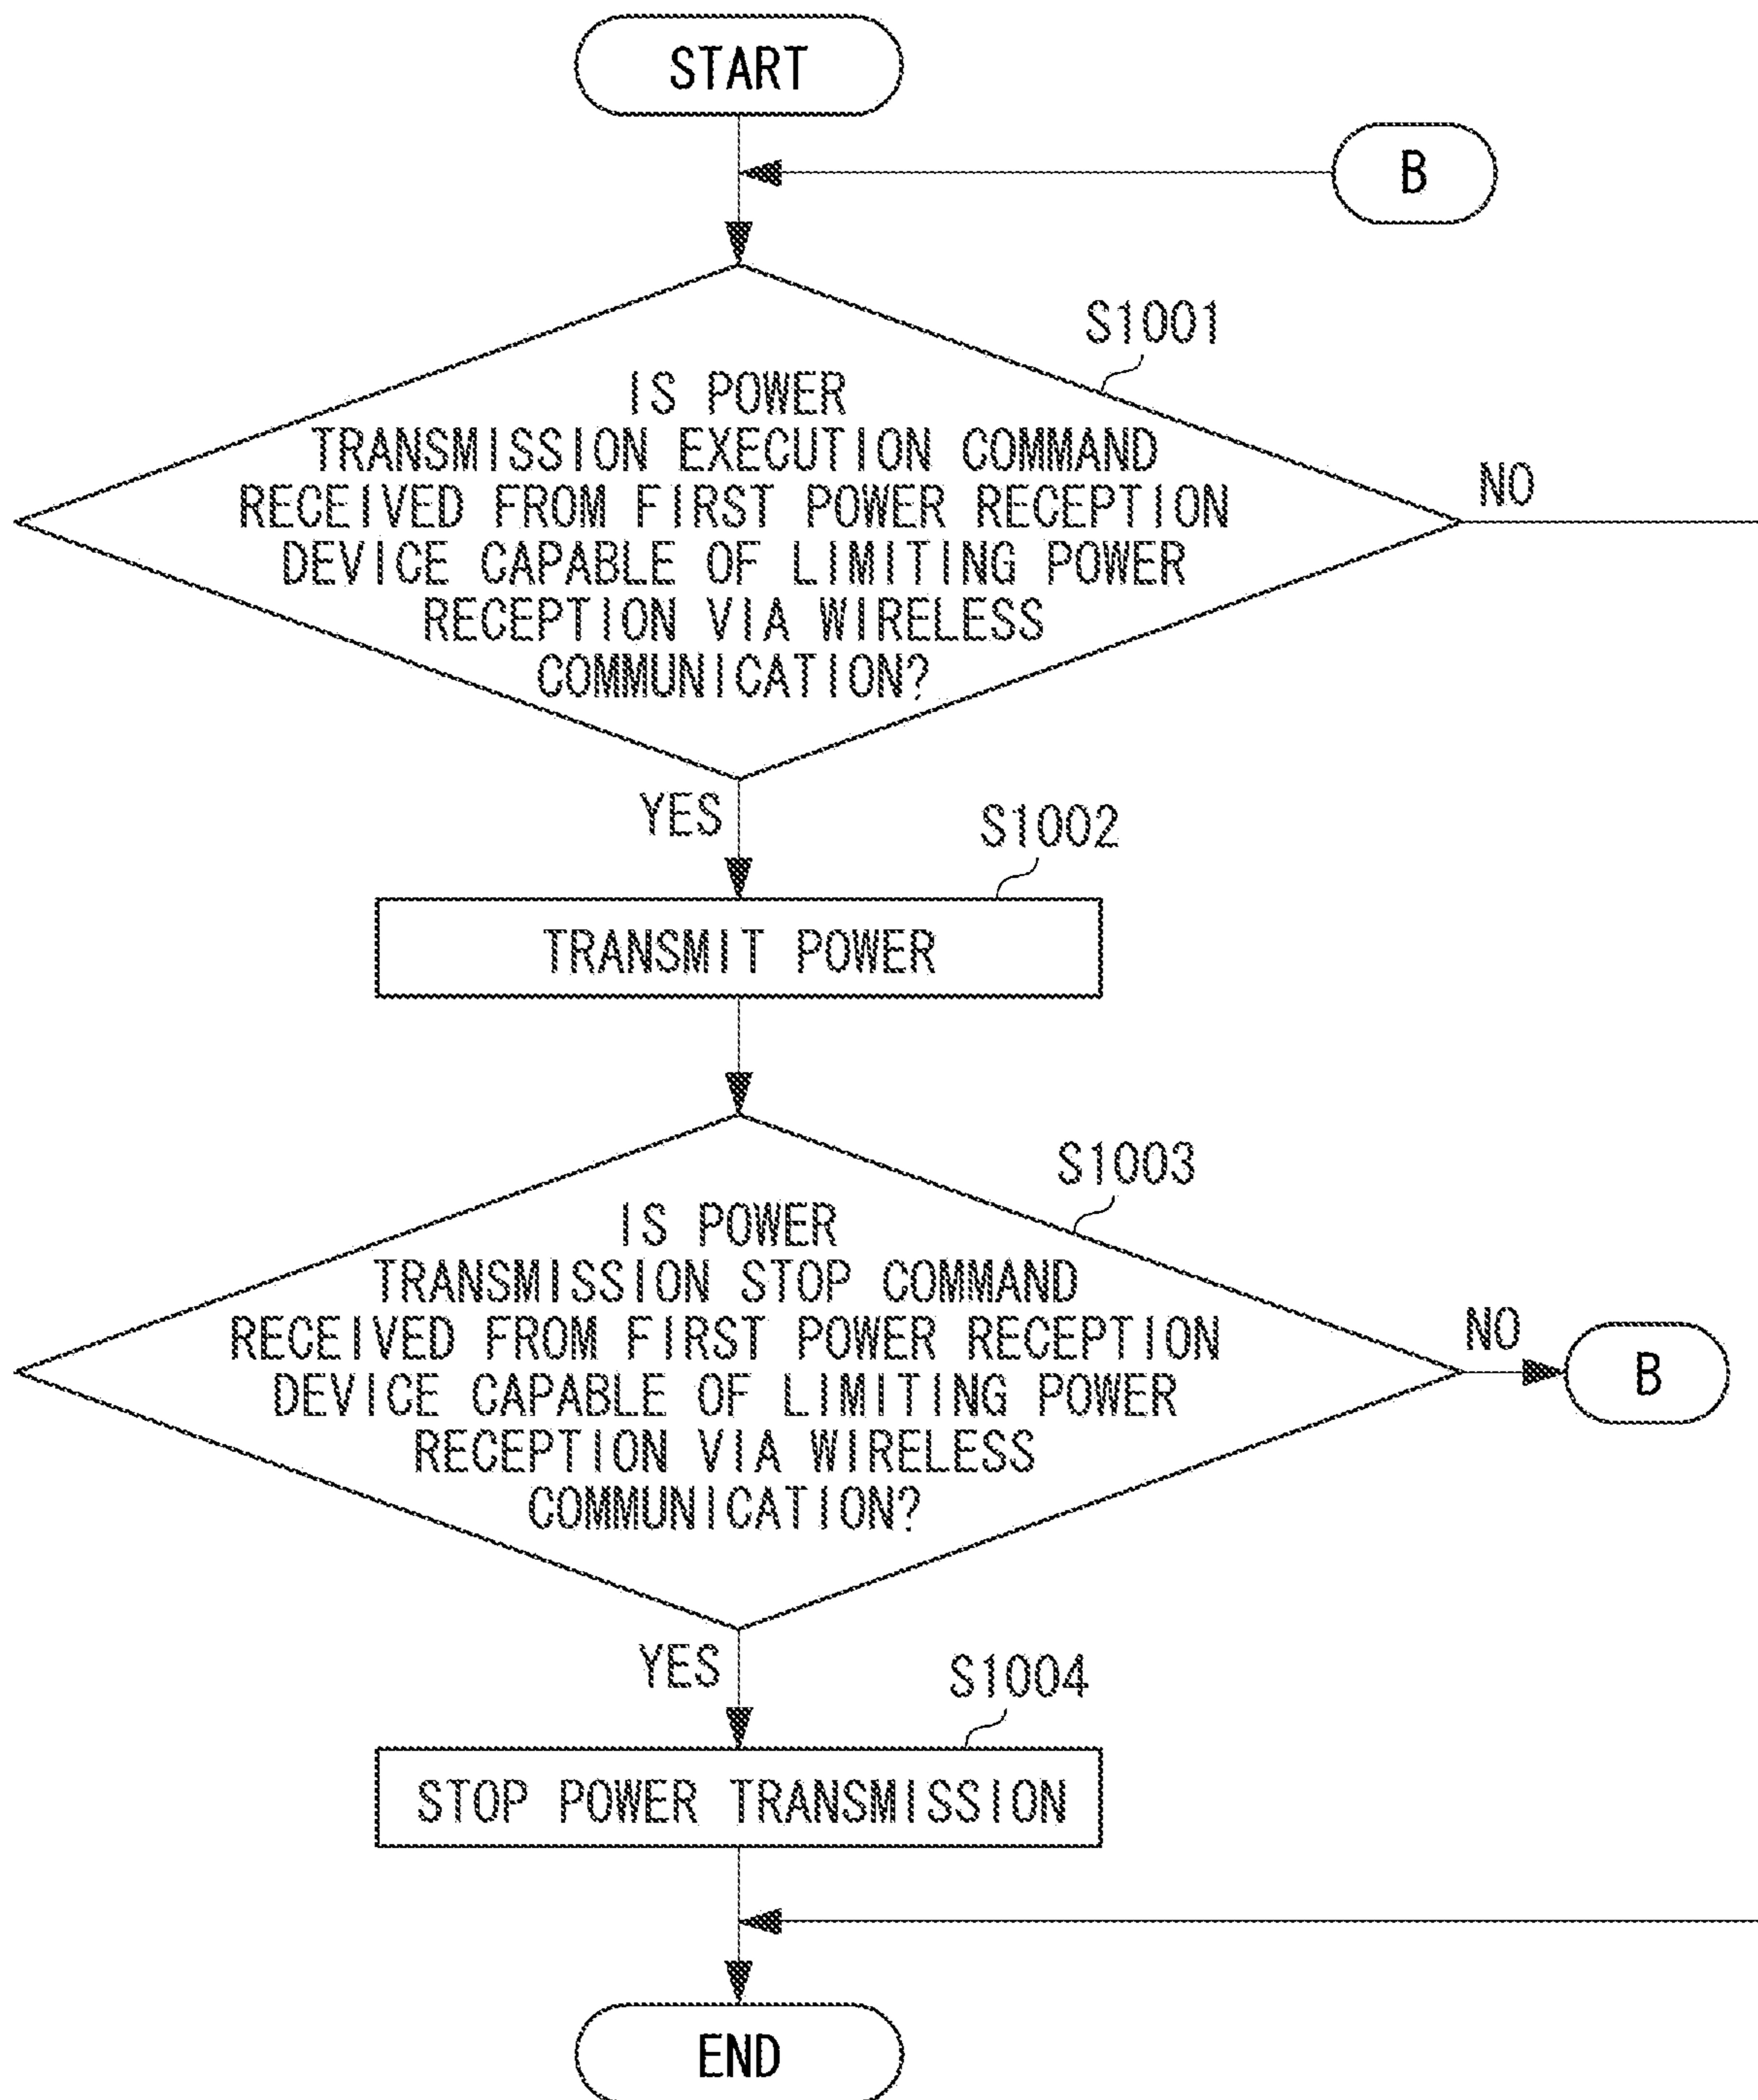 START
B
S1001
IS POWER
TRANSMISSION EXECUTION COMMAND
RECEIVED FROM FIRST POWER RECEPTION
DEVICE CAPABLE OF LIMITING POWER
RECEPTION VIA WIRELESS
COMMUNICATION?
NO
YES
S1002
TRANSMIT POWER
S1003
IS POWER
TRANSMISSION STOP COMMAND
RECEIVED FROM FIRST POWER RECEPTION
DEVICE CAPABLE OF LIMITING POWER
RECEPTION VIA WIRELESS
COMMUNICATION?
NO
B
YES
S1004
STOP POWER TRANSMISSION
END